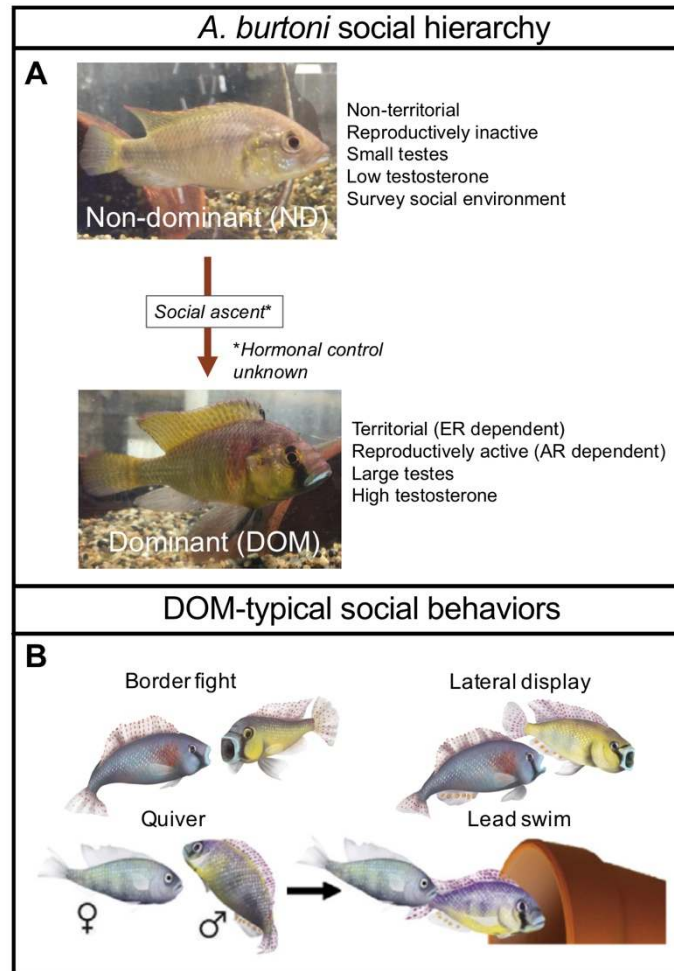 A. burtoni social hierarchy
A
Non-territorial
Reproductively inactive
Small testes
Low testosterone
Survey social environment
Non-dominant (ND)
Social ascent*
*Hormonal control
unknown
Territorial (ER dependent)
Reproductively active (AR dependent)
Large testes
High testosterone
Dominant (DOM)
DOM-typical social behaviors
B
Border fight
Lateral display
Quiver
Lead swim
♀
♂